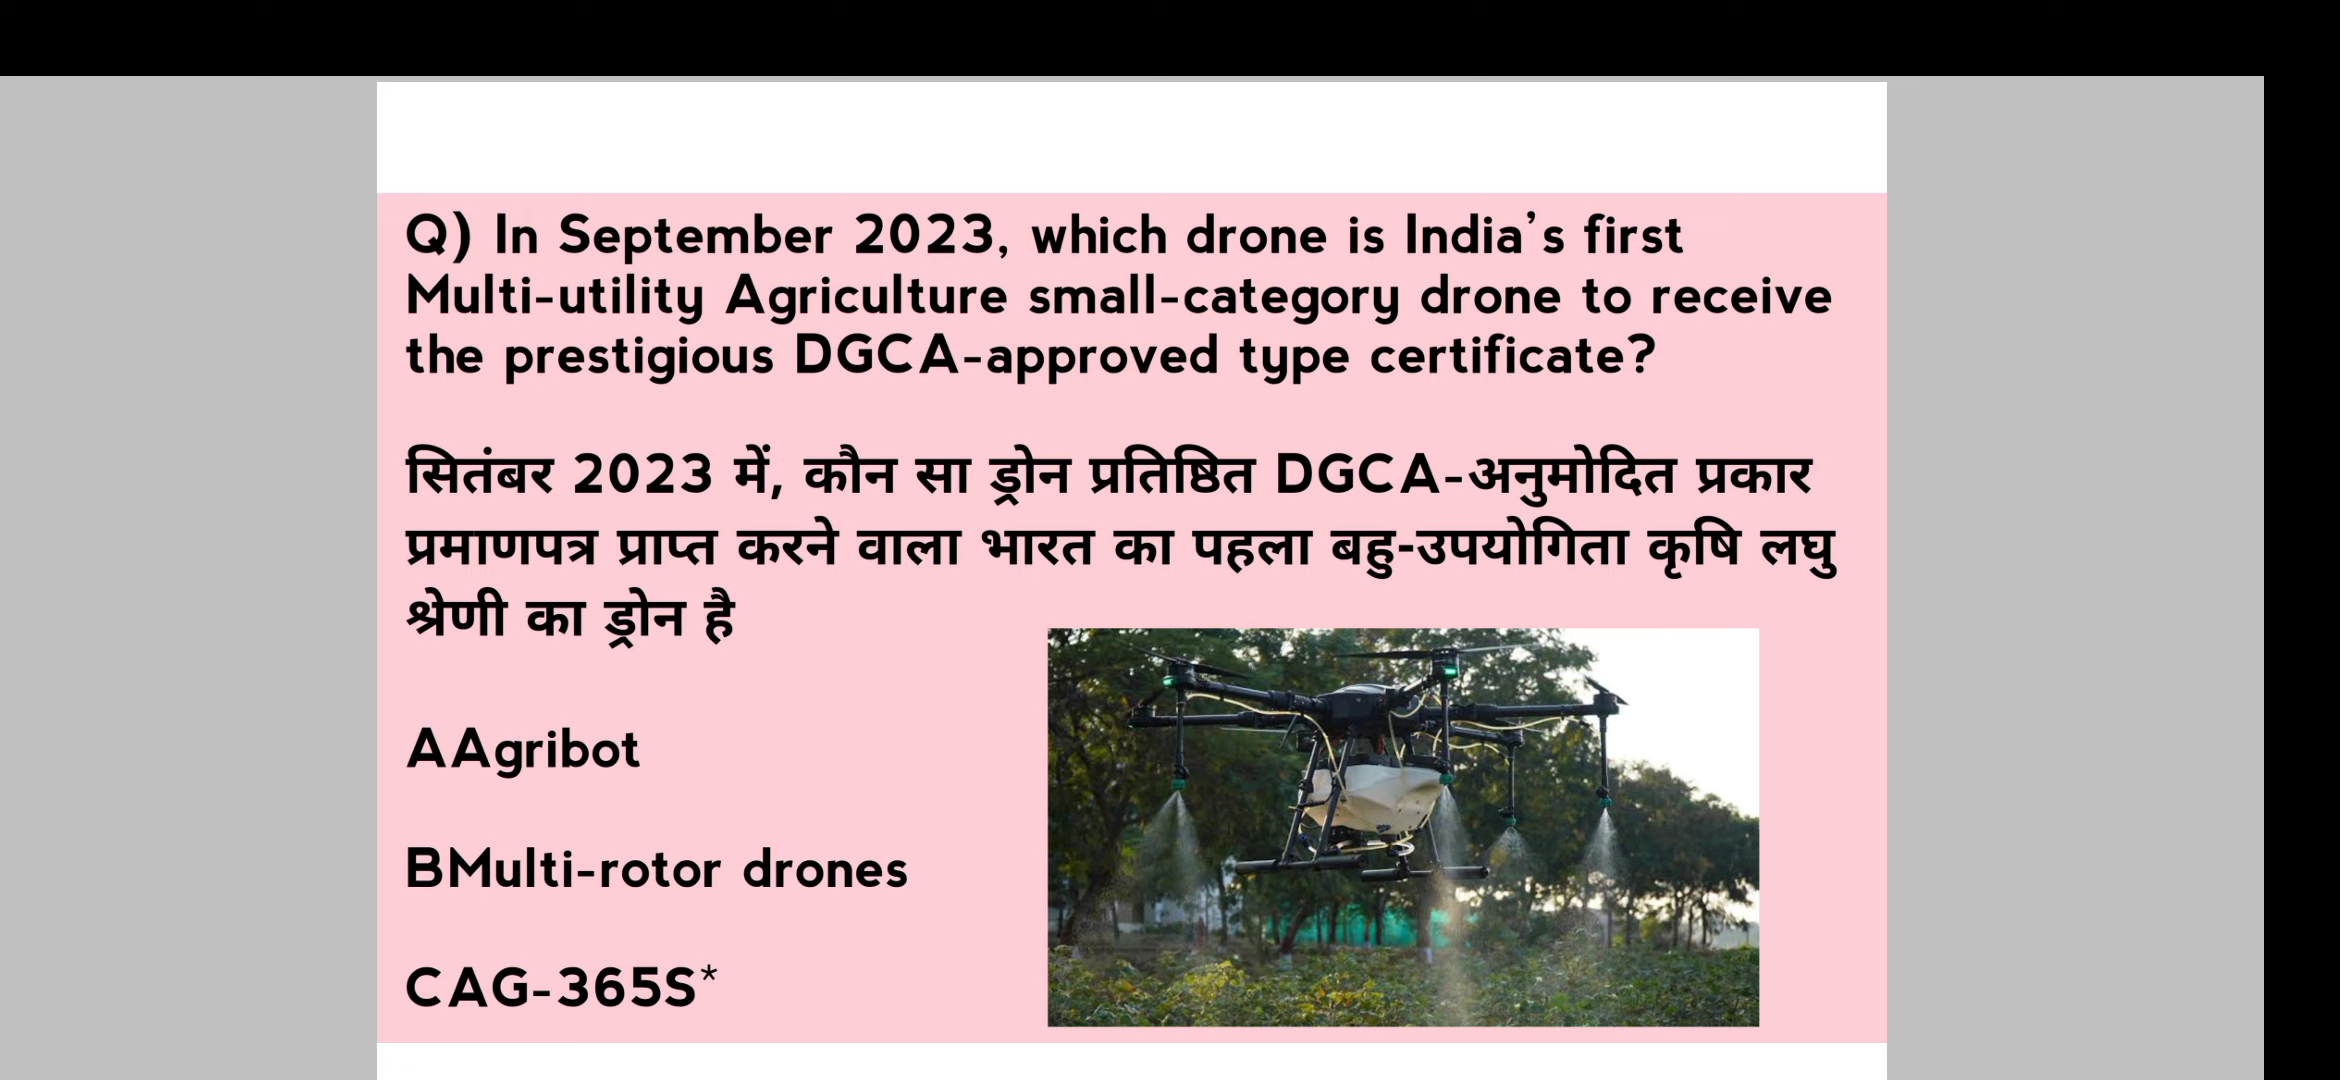 Q) In September 2023, which drone is India’s first
Multi-utility Agriculture small-category drone to receive
the prestigious DGCA-approved type certificate?
सितंबर 2023 में, कौन सा ड्रोन प्रतिष्ठित DGCA-अनुमोदित प्रकार
प्रमाणपत्र प्राप्त करने वाला भारत का पहला बहु-उपयोगिता कृषि लघु
श्रेणी का ड्रोन है
AAgribot
BMulti-rotor drones
CAG-365S*